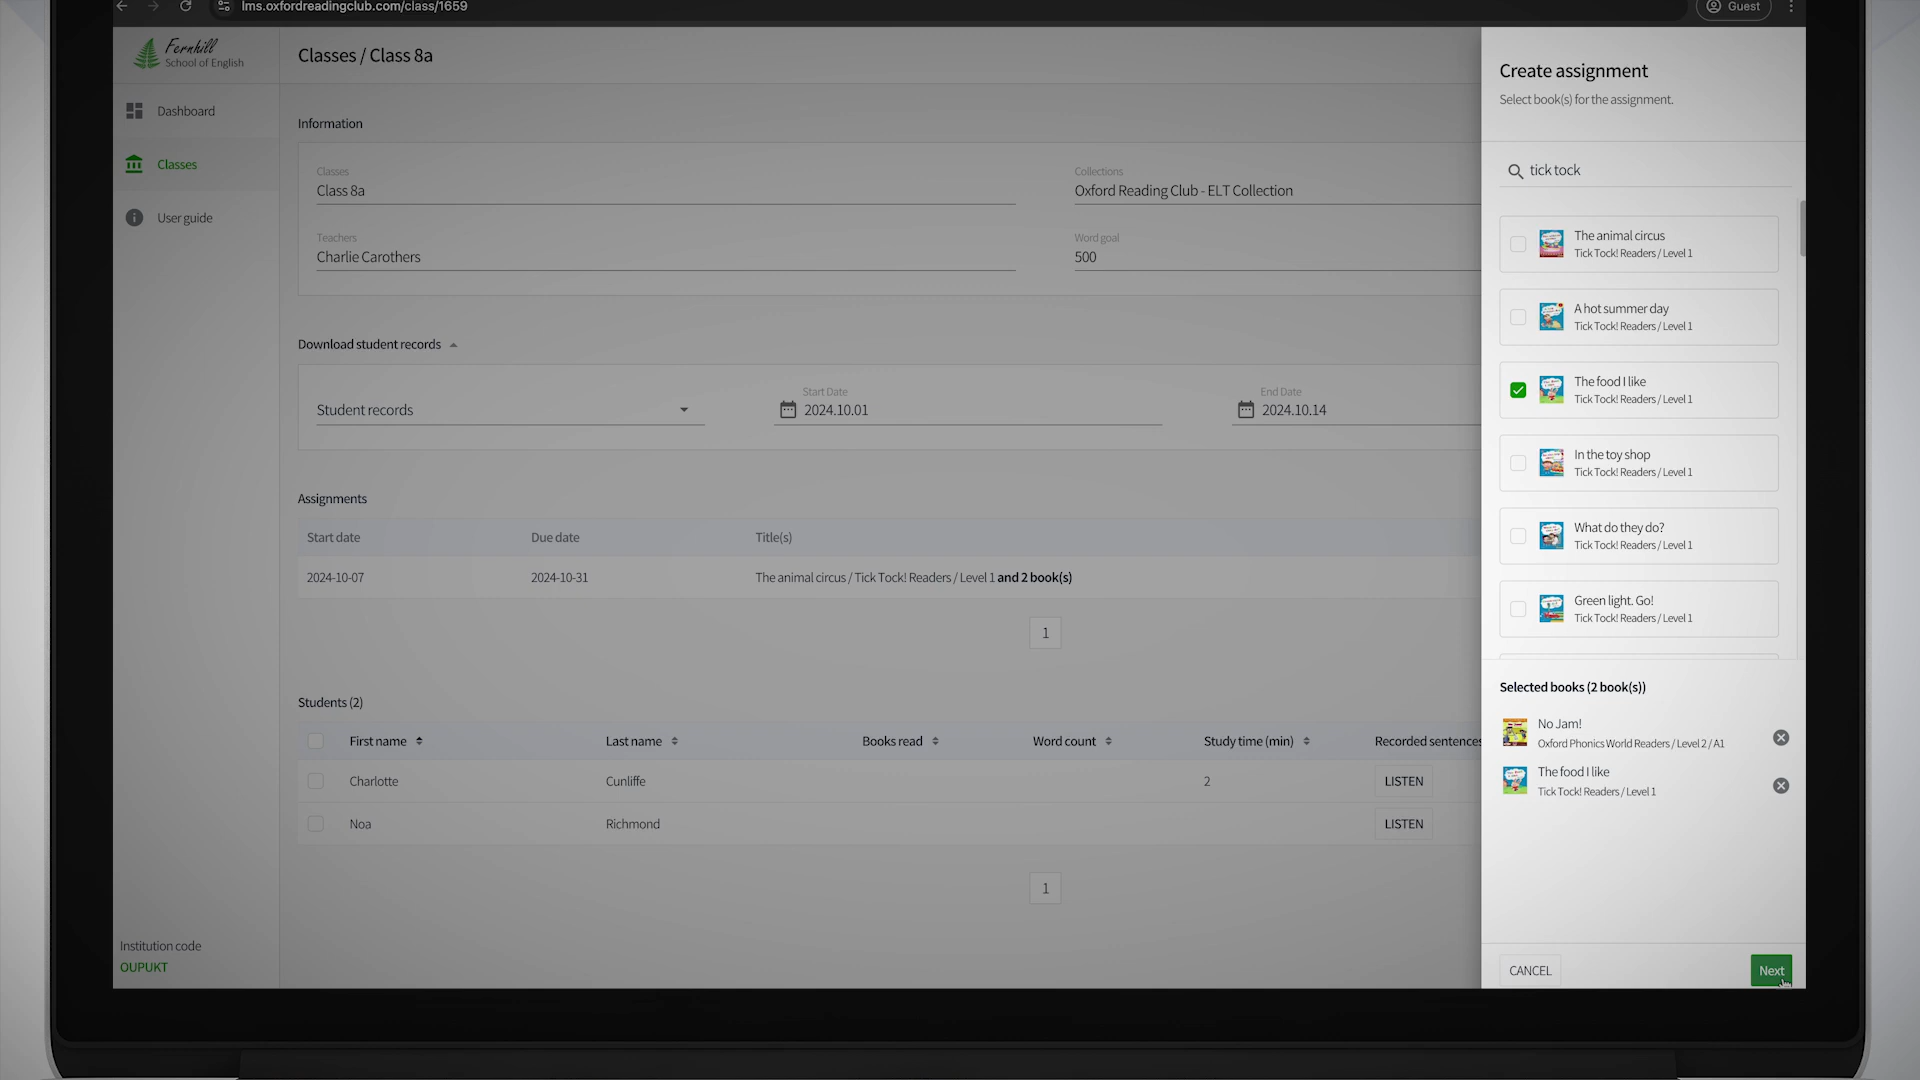 lms.oxfordreadingclub.com/class/1659
Guest
Fernhill
School of English
Dashboard
Classes
User guide
Institution code
OUPUKT
Classes / Class 8a
Information
Classes
Class 8a
Collections
Oxford Reading Club - ELT Collection
Teachers
Charlie Carothers
Word goal
500
Download student records
Student records
Start Date
2024.10.01
End Date
2024.10.14
Assignments
Start date Due date Title(s)
2024-10-07 2024-10-31 The animal circus / Tick Tock! Readers / Level 1 and 2 book(s)
1
Students (2)
First name Last name Books read Word count Study time (min) Recorded sentences
Charlotte Cunliffe 2 LISTEN
Noa Richmond LISTEN
1
Create assignment
Select book(s) for the assignment.
tick tock
The animal circus
Tick Tock! Readers / Level 1
A hot summer day
Tick Tock! Readers / Level 1
The food I like
Tick Tock! Readers / Level 1
In the toy shop
Tick Tock! Readers / Level 1
What do they do?
Tick Tock! Readers / Level 1
Green light. Go!
Tick Tock! Readers / Level 1
Selected books (2 book(s))
No Jam!
Oxford Phonics World Readers / Level 2 / A1
The food I like
Tick Tock! Readers / Level 1
CANCEL
Next